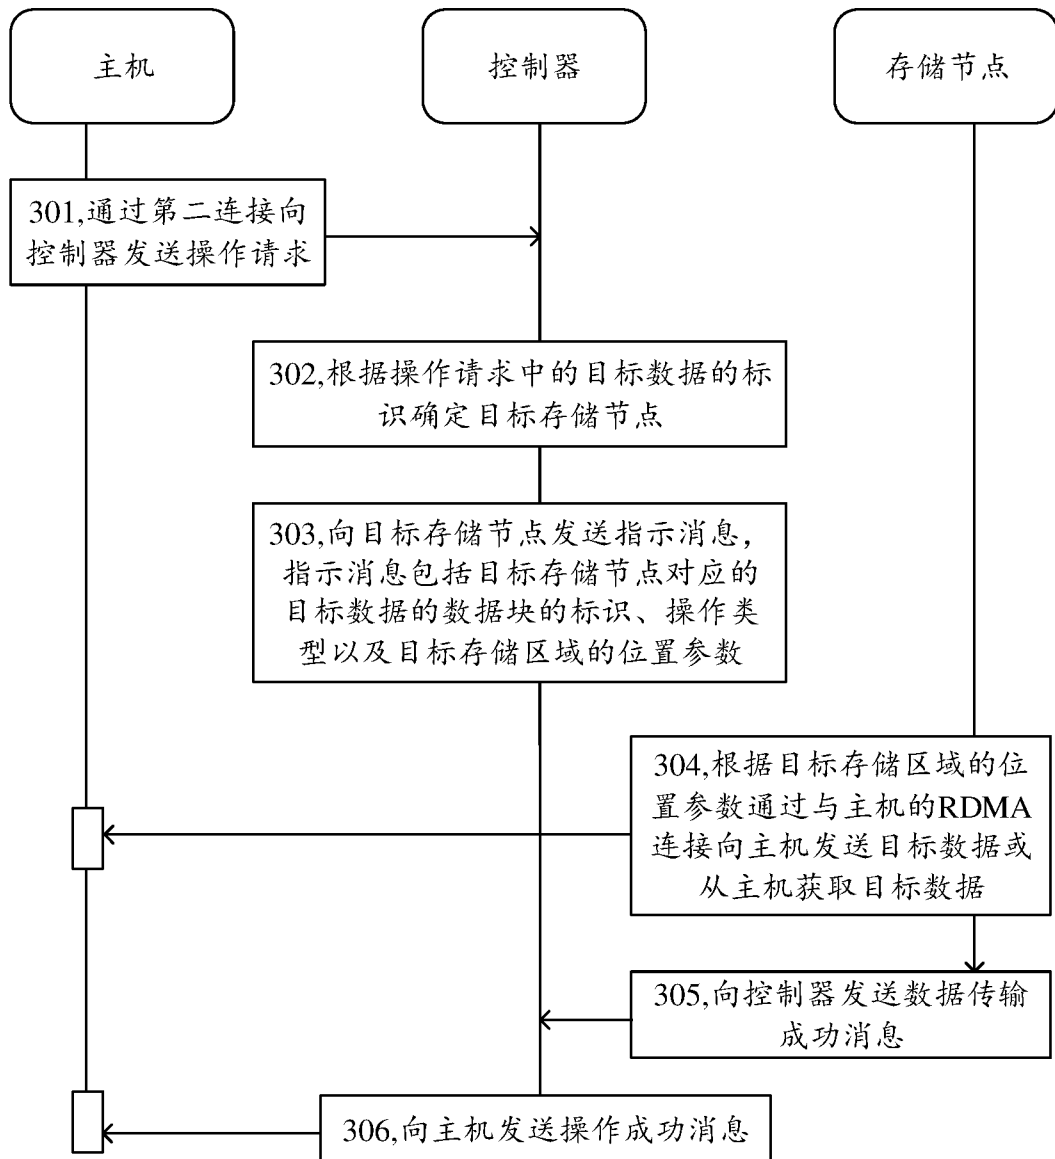 主机
控制器
存储节点
301,通过第二连接向
控制器发送操作请求
302,根据操作请求中的目标数据的标
识确定目标存储节点
303,向目标存储节点发送指示消息，
指示消息包括目标存储节点对应的
目标数据的数据块的标识、操作类
型以及目标存储区域的位置参数
304,根据目标存储区域的位
置参数通过与主机的RDMA
连接向主机发送目标数据或
从主机获取目标数据
305,向控制器发送数据传输
成功消息
306,向主机发送操作成功消息